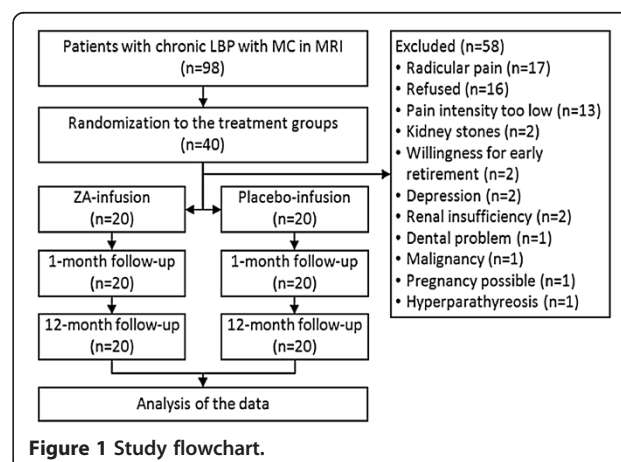 Patients with chronic LBP with MC in MRI
(n=98)
Randomization to the treatment groups
(n=40)
ZA-infusion
(n=20)
Placebo-infusion
(n=20)
1-month follow-up
(n=20)
1-month follow-up
(n=20)
12-month follow-up
(n=20)
12-month follow-up
(n=20)
Analysis of the data
Excluded (n=58)
• Radicular pain (n=17)
• Refused (n=16)
• Pain intensity too low (n=13)
• Kidney stones (n=2)
• Willingness for early
retirement (n=2)
• Depression (n=2)
• Renal insufficiency (n=2)
• Dental problem (n=1)
• Malignancy (n=1)
• Pregnancy possible (n=1)
• Hyperparathyreosis (n=1)
Figure 1 Study flowchart.